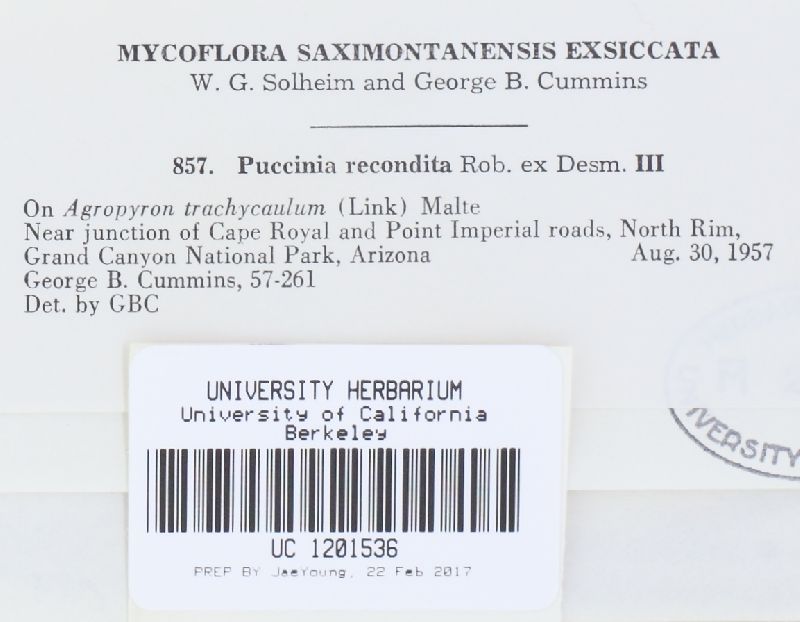 MYCOFLORA SAXIMONTANENSIS EXSICCATA
W. G. Solheim and George B. Cummins
857. Puccinia recondita Rob. ex Desm. III
On Agropyron trachycaulum (Link) Malte
Near junction of Cape Royal and Point Imperial roads, North Rim,
Grand Canyon National Park, Arizona Aug. 30, 1957
George B. Cummins, 57-261
Det. by GBC
UNIVERSITY HERBARIUM
University of California
Berkeley
UC 1201536
PREP BY JaeYoung, 22 Feb 2017